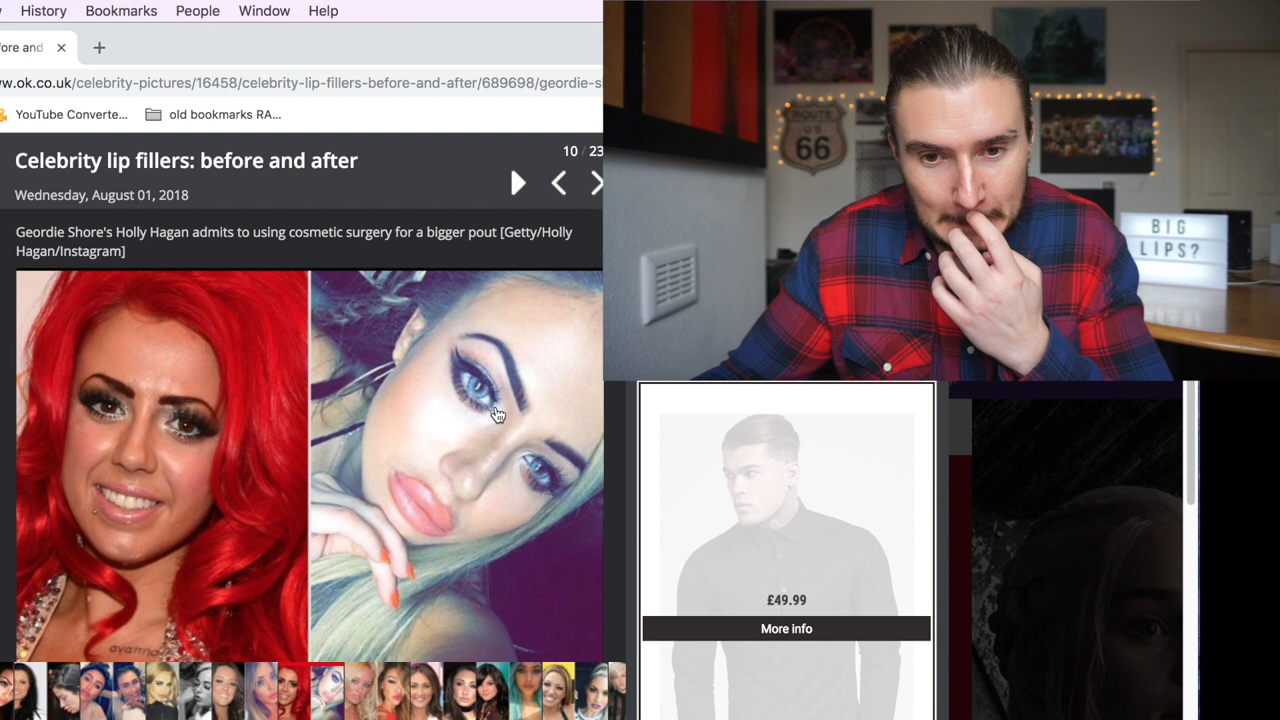 History Bookmarks People Window Help
ore and
w.ok.co.uk/celebrity-pictures/16458/celebrity-lip-fillers-before-and-after/689698/geordie-s
YouTube Converte... old bookmarks RA...
Celebrity lip fillers: before and after
10 / 23
Wednesday, August 01, 2018
Geordie Shore's Holly Hagan admits to using cosmetic surgery for a bigger pout [Getty/Holly
Hagan/Instagram]
ROUTE
US
66
BIG
LIPS?
£49.99
More info